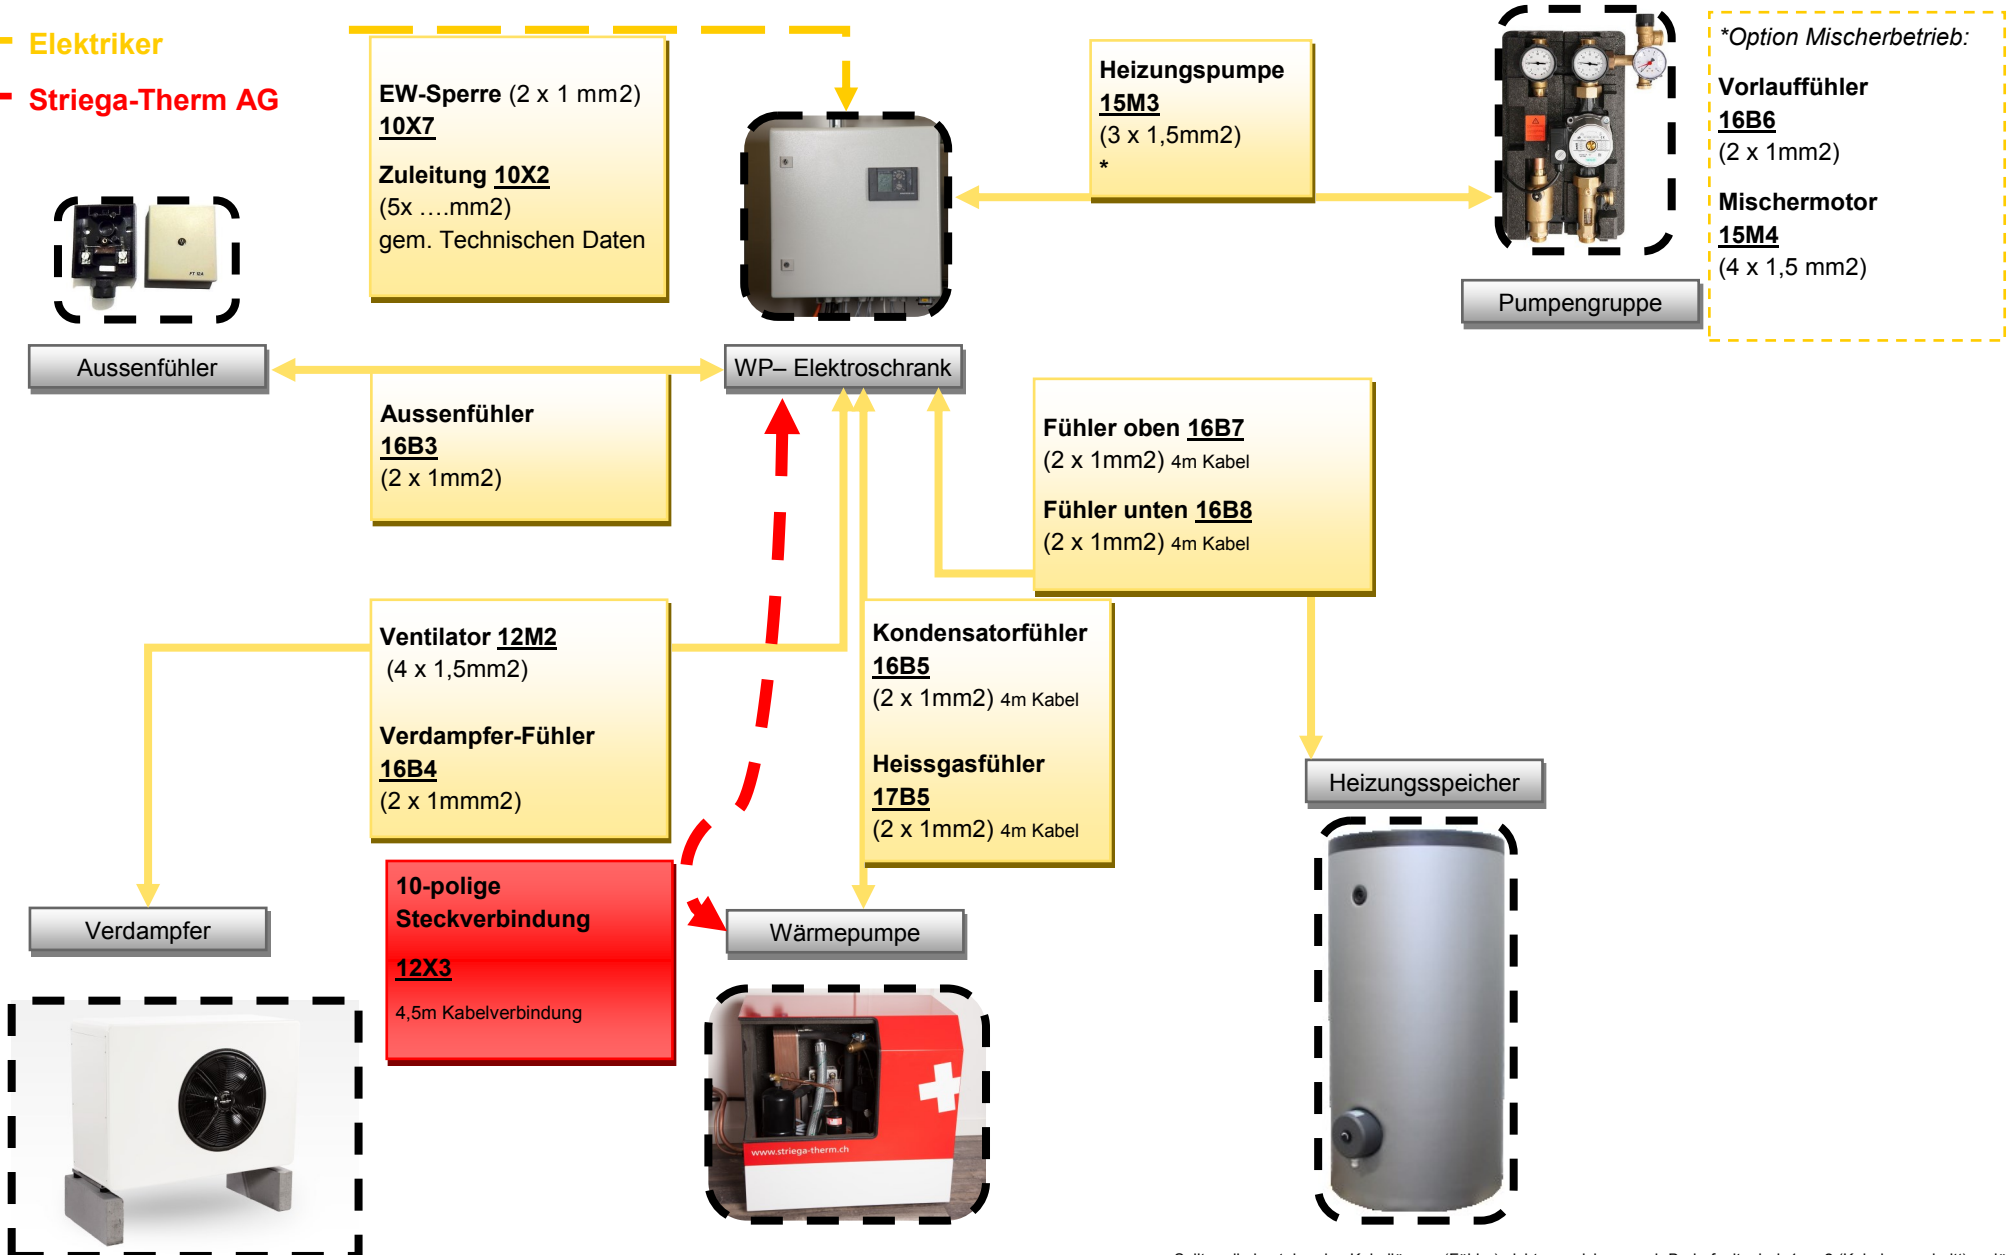 Elektriker
Striega-Therm AG
EW-Sperre (2 x 1 mm2)
10X7
Zuleitung 10X2
(5x ….mm2)
gem. Technischen Daten
Heizungspumpe
15M3
(3 x 1,5mm2)
*
*Option Mischerbetrieb:
Vorlauffühler
16B6
(2 x 1mm2)
Mischermotor
15M4
(4 x 1,5 mm2)
FT 12A
Pumpengruppe
Aussenfühler
WP– Elektroschrank
Aussenfühler
16B3
(2 x 1mm2)
Fühler oben 16B7
(2 x 1mm2) 4m Kabel
Fühler unten 16B8
(2 x 1mm2) 4m Kabel
Ventilator 12M2
(4 x 1,5mm2)
Verdampfer-Fühler
16B4
(2 x 1mmm2)
Kondensatorfühler
16B5
(2 x 1mm2) 4m Kabel
Heissgasfühler
17B5
(2 x 1mm2) 4m Kabel
Heizungsspeicher
10-polige
Steckverbindung
12X3
4,5m Kabelverbindung
Verdampfer
Wärmepumpe
www.striega-therm.ch